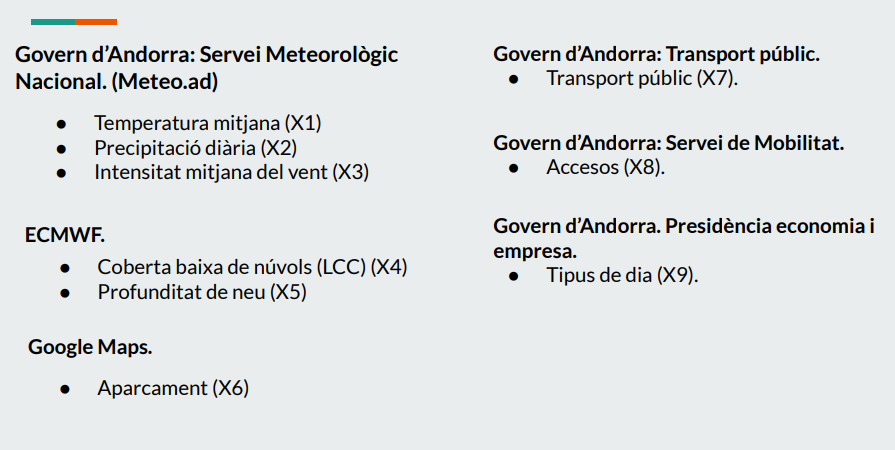 Govern d’Andorra: Servei Meteorològic
Nacional. (Meteo.ad)
● Temperatura mitjana (X1)
● Precipitació diària (X2)
● Intensitat mitjana del vent (X3)
ECMWF.
● Coberta baixa de núvols (LCC) (X4)
● Profunditat de neu (X5)
Google Maps.
● Aparcament (X6)
Govern d’Andorra: Transport públic.
● Transport públic (X7).
Govern d’Andorra: Servei de Mobilitat.
● Accesos (X8).
Govern d’Andorra. Presidència economia i
empresa.
● Tipus de dia (X9).